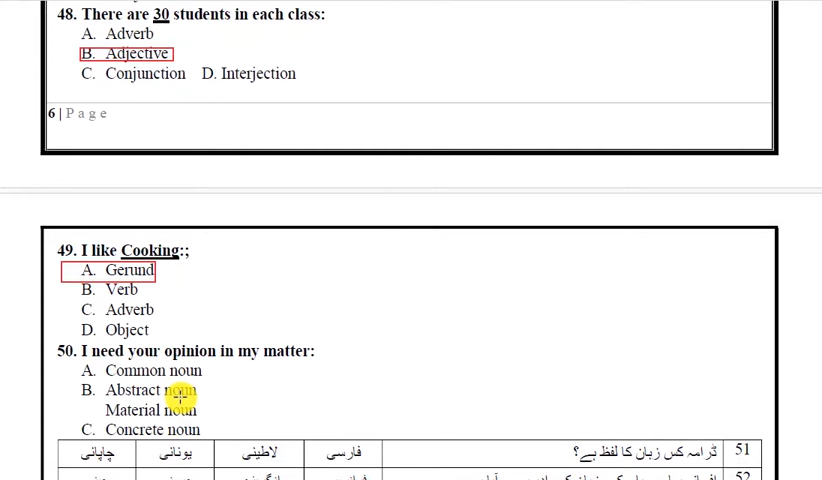 48. There are 30 students in each class:
A. Adverb
B. Adjective
C. Conjunction D. Interjection
6 | Page
49. I like Cooking:;
A. Gerund
B. Verb
C. Adverb
D. Object
50. I need your opinion in my matter:
A. Common noun
B. Abstract noun
Material noun
C. Concrete noun
51 ڈرامہ کس زبان کا لفظ ہے؟ فارسی لاطینی یونانی جاپانی
52